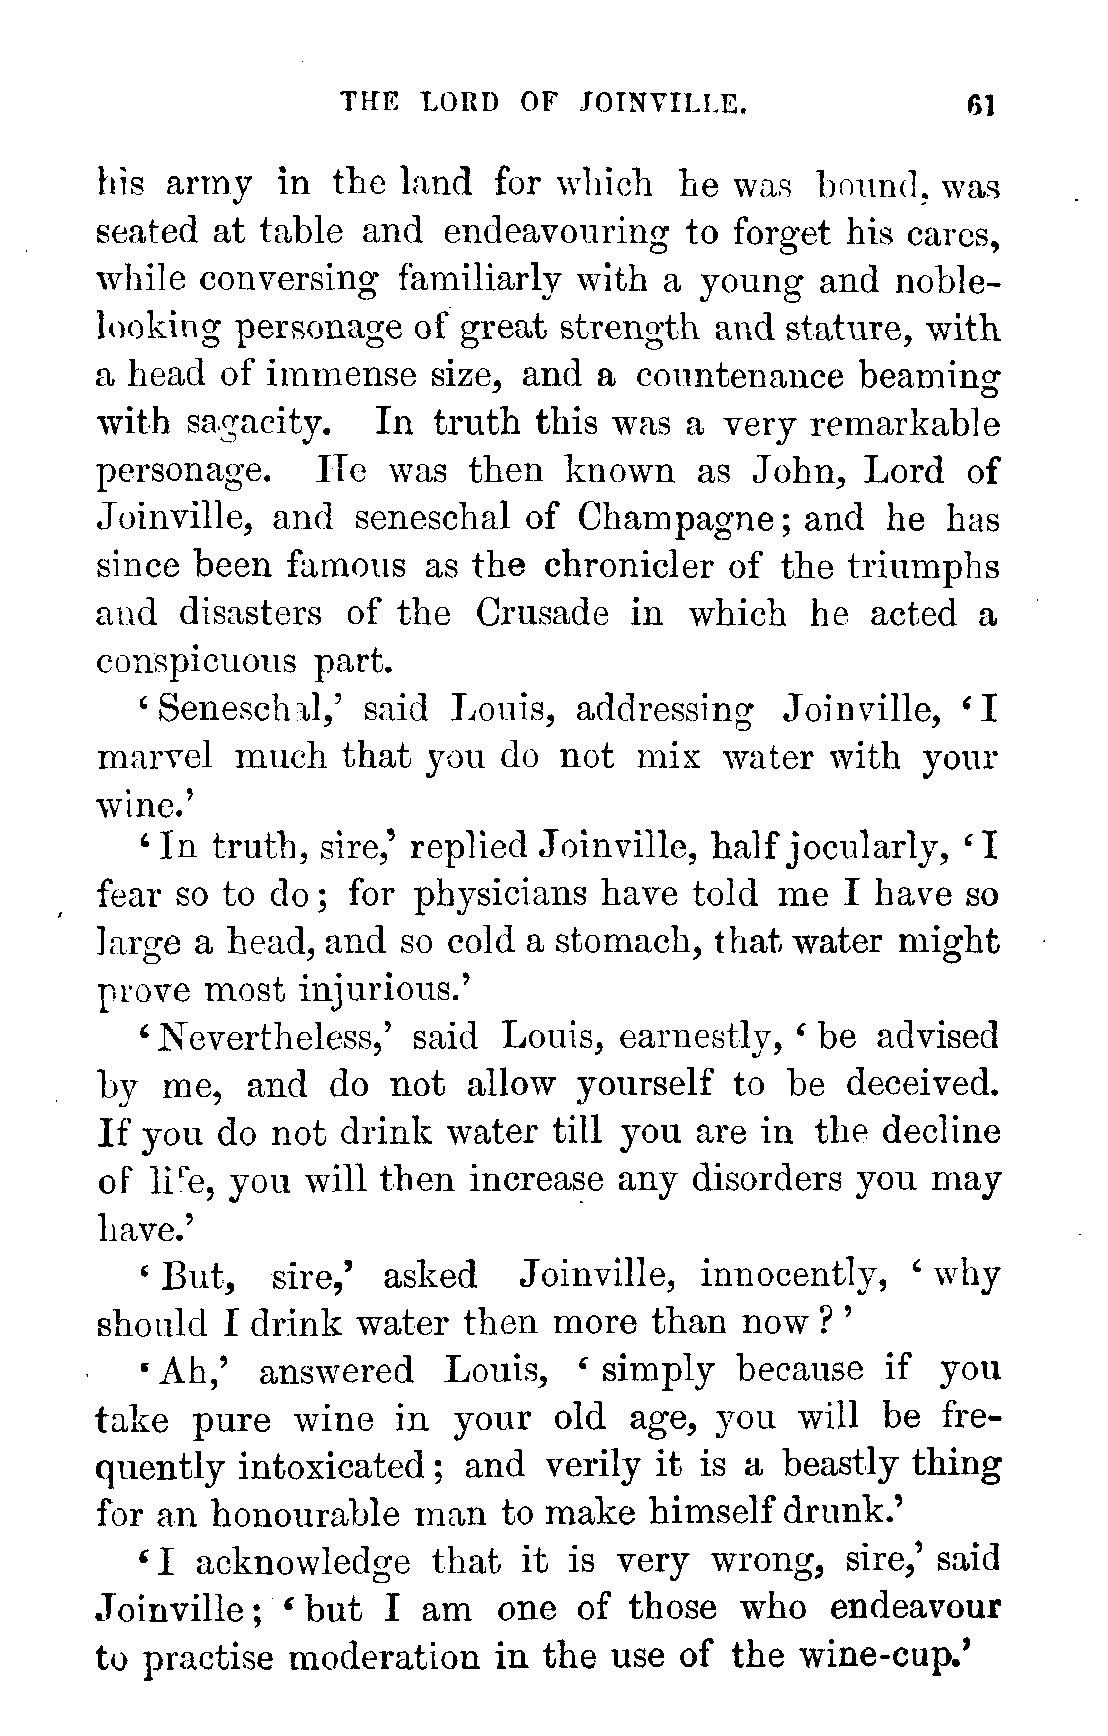 THE LORD OF JOINVILLE. 61
his army in the land for which he was bound, was
seated at table and endeavouring to forget his cares,
while conversing familiarly with a young and noble-
looking personage of great strength and stature, with
a head of immense size, and a countenance beaming
with sagacity. In truth this was a very remarkable
personage. He was then known as John, Lord of
Joinville, and seneschal of Champagne; and he has
since been famous as the chronicler of the triumphs
and disasters of the Crusade in which he acted a
conspicuous part.
‘Seneschal,’ said Louis, addressing Joinville, ‘I
marvel much that you do not mix water with your
wine.’
‘In truth, sire,’ replied Joinville, half jocularly, ‘I
fear so to do; for physicians have told me I have so
large a head, and so cold a stomach, that water might
prove most injurious.’
‘Nevertheless,’ said Louis, earnestly, ‘be advised
by me, and do not allow yourself to be deceived.
If you do not drink water till you are in the decline
of life, you will then increase any disorders you may
have.’
‘But, sire,’ asked Joinville, innocently, ‘why
should I drink water then more than now?’
‘Ah,’ answered Louis, ‘simply because if you
take pure wine in your old age, you will be fre-
quently intoxicated; and verily it is a beastly thing
for an honourable man to make himself drunk.’
‘I acknowledge that it is very wrong, sire,’ said
Joinville; ‘but I am one of those who endeavour
to practise moderation in the use of the wine-cup.’